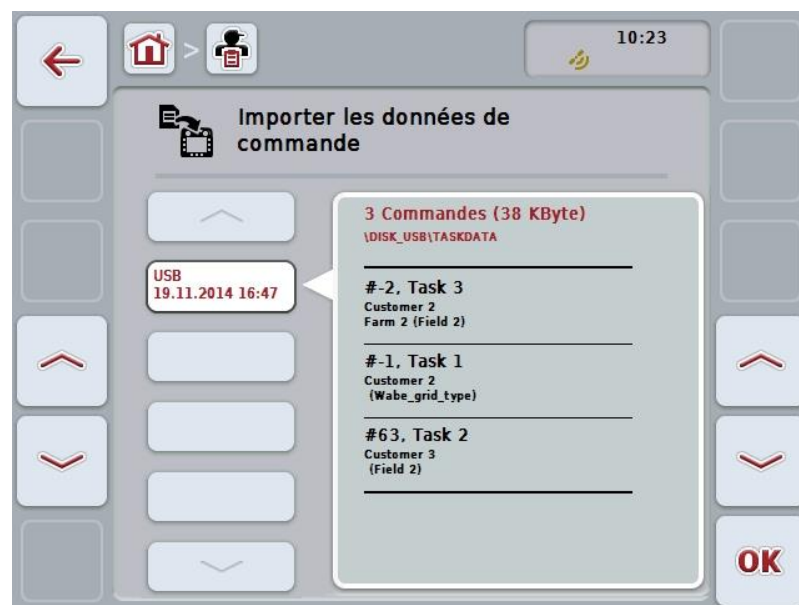 >
10:23
Importer les données de
commande
3 Commandes (38 KByte)
\DISK_USB\TASKDATA
USB
19.11.2014 16:47
#-2, Task 3
Customer 2
Farm 2 (Field 2)
#-1, Task 1
Customer 2
(Wabe_grid_type)
#63, Task 2
Customer 3
(Field 2)
OK